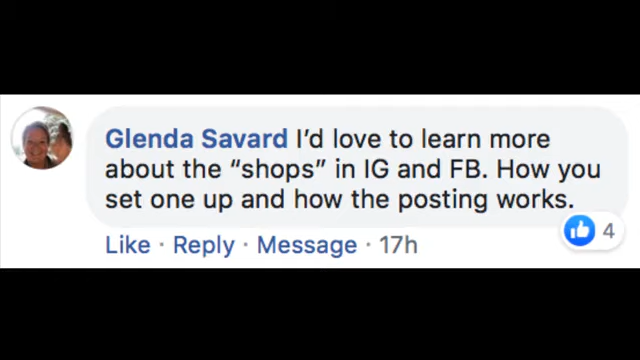 Glenda Savard I’d love to learn more
about the “shops” in IG and FB. How you
set one up and how the posting works.
4
Like · Reply · Message · 17h